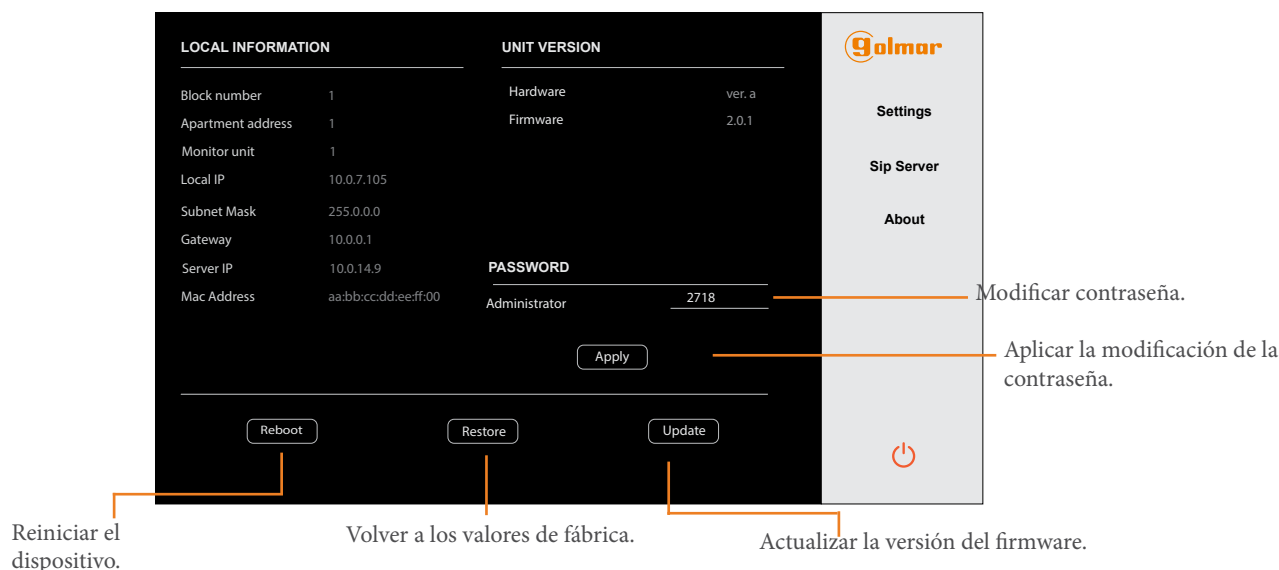 LOCAL INFORMATION
Block number 1
Apartment address 1
Monitor unit 1
Local IP 10.0.7.105
Subnet Mask 255.0.0.0
Gateway 10.0.0.1
Server IP 10.0.14.9
Mac Address aa:bb:cc:dd:ee:ff:00
UNIT VERSION
Hardware ver. a
Firmware 2.0.1
PASSWORD
Administrator 2718
Apply
Reboot Restore Update
golmar
Settings
Sip Server
About
Modificar contraseña.
Aplicar la modificación de la
contraseña.
Reiniciar el
dispositivo.
Volver a los valores de fábrica.
Actualizar la versión del firmware.